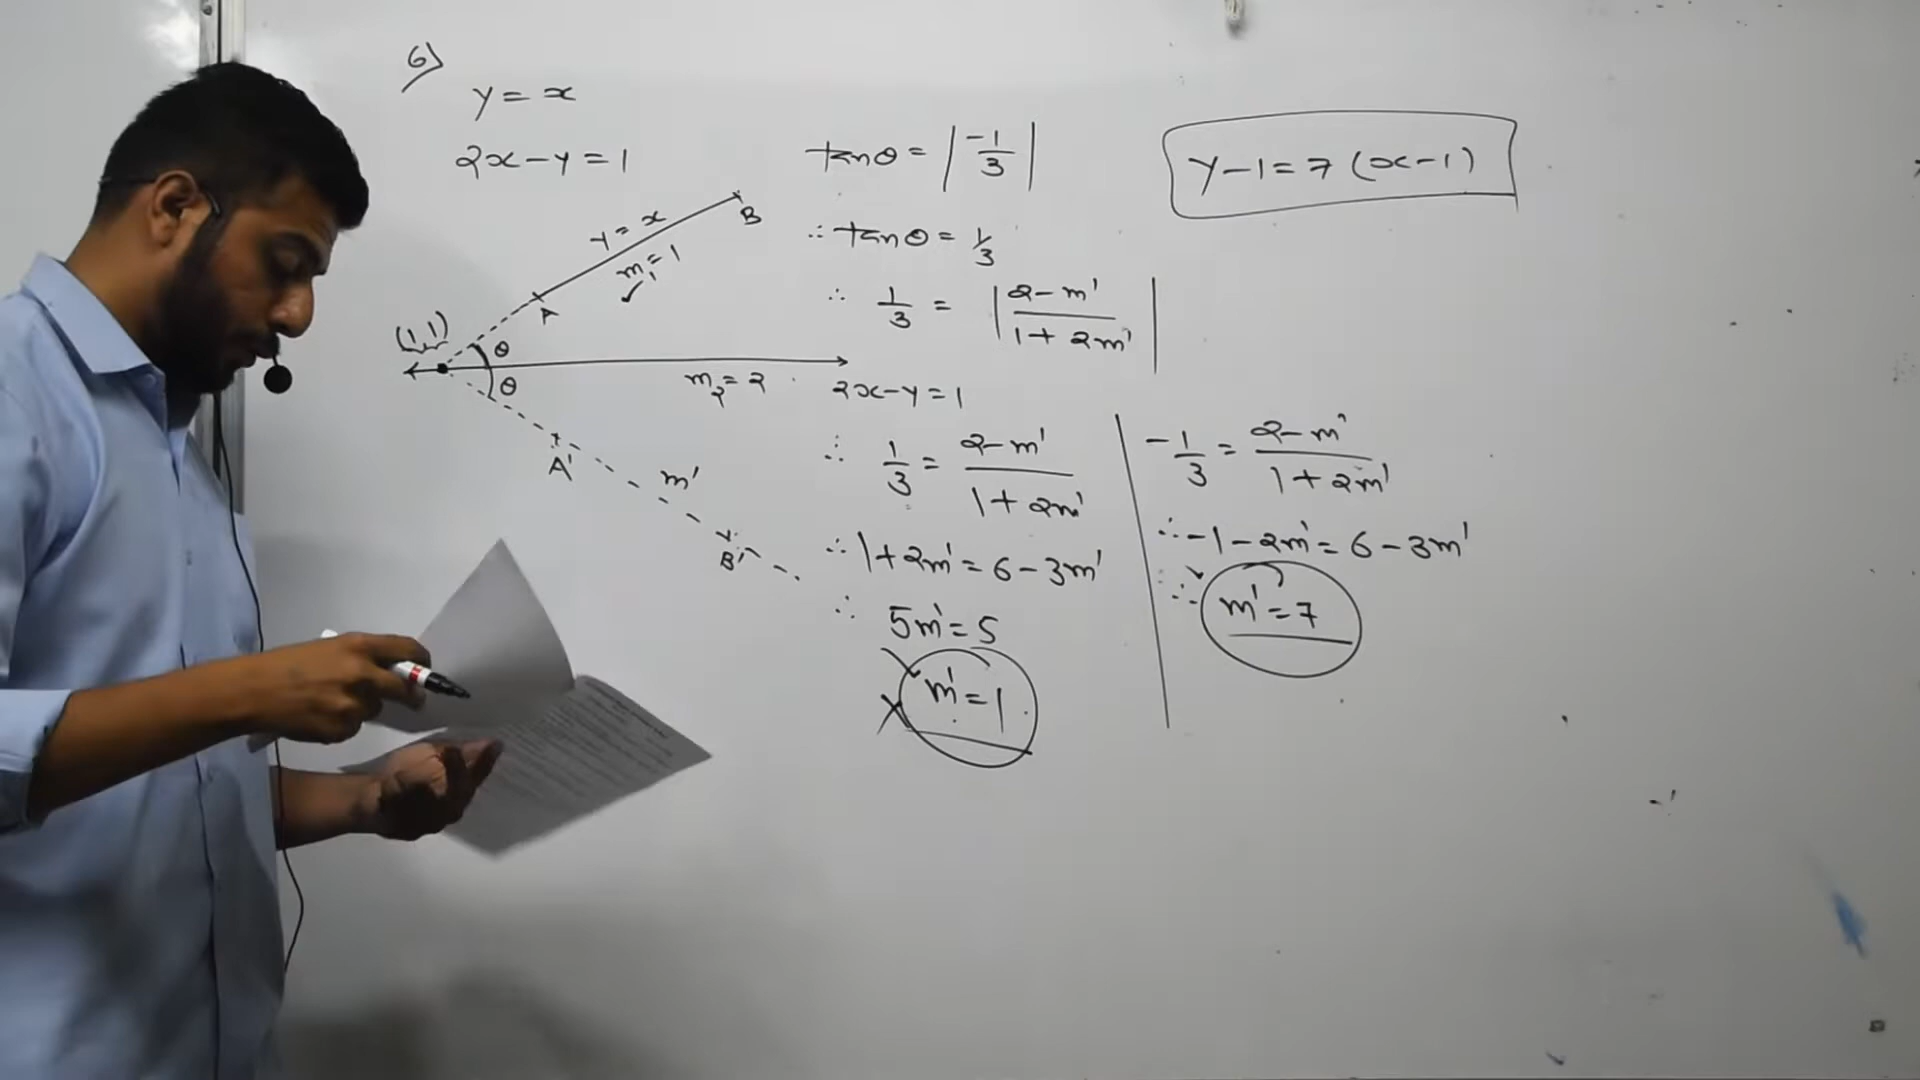 6)
y = x
2x - y = 1
y = x
m₁ = 1
B
A
(1, 1)
θ
θ
m₂ = 2
2x - y = 1
A'
m'
B'
tanθ = | -1/3 |
∴ tanθ = 1/3
∴ 1/3 = | (2 - m')/(1 + 2m') |
∴ 1/3 = (2 - m')/(1 + 2m')
∴ 1 + 2m' = 6 - 3m'
∴ 5m' = 5
m' = 1
-1/3 = (2 - m')/(1 + 2m')
∴ -1 - 2m' = 6 - 3m'
∴ m' = 7
y - 1 = 7 (x - 1)